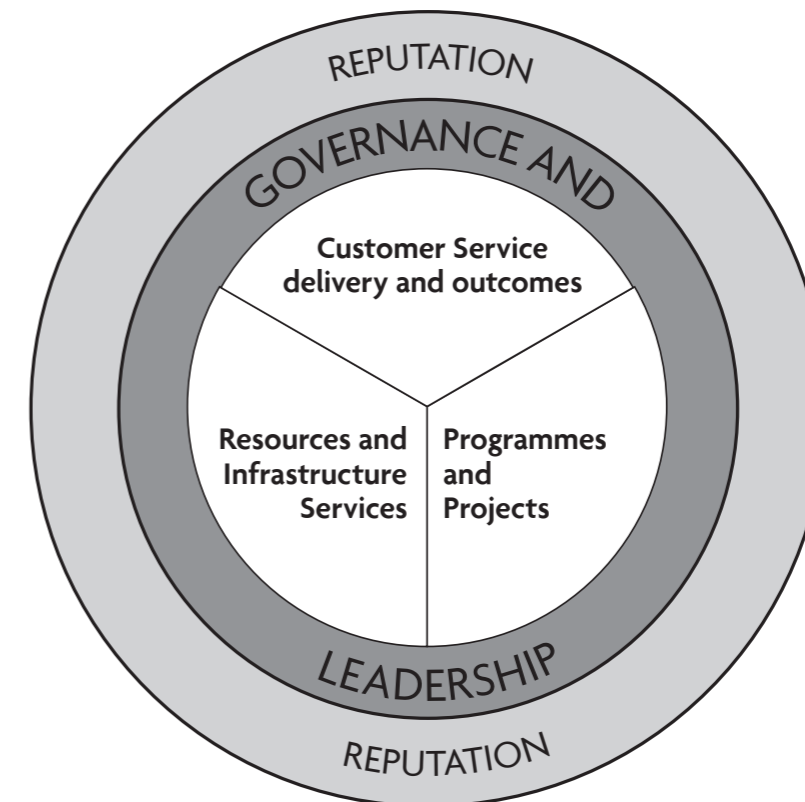 REPUTATION
GOVERNANCE AND
Customer Service
delivery and outcomes
Resources and
Infrastructure
Services
Programmes
and
Projects
LEADERSHIP
REPUTATION